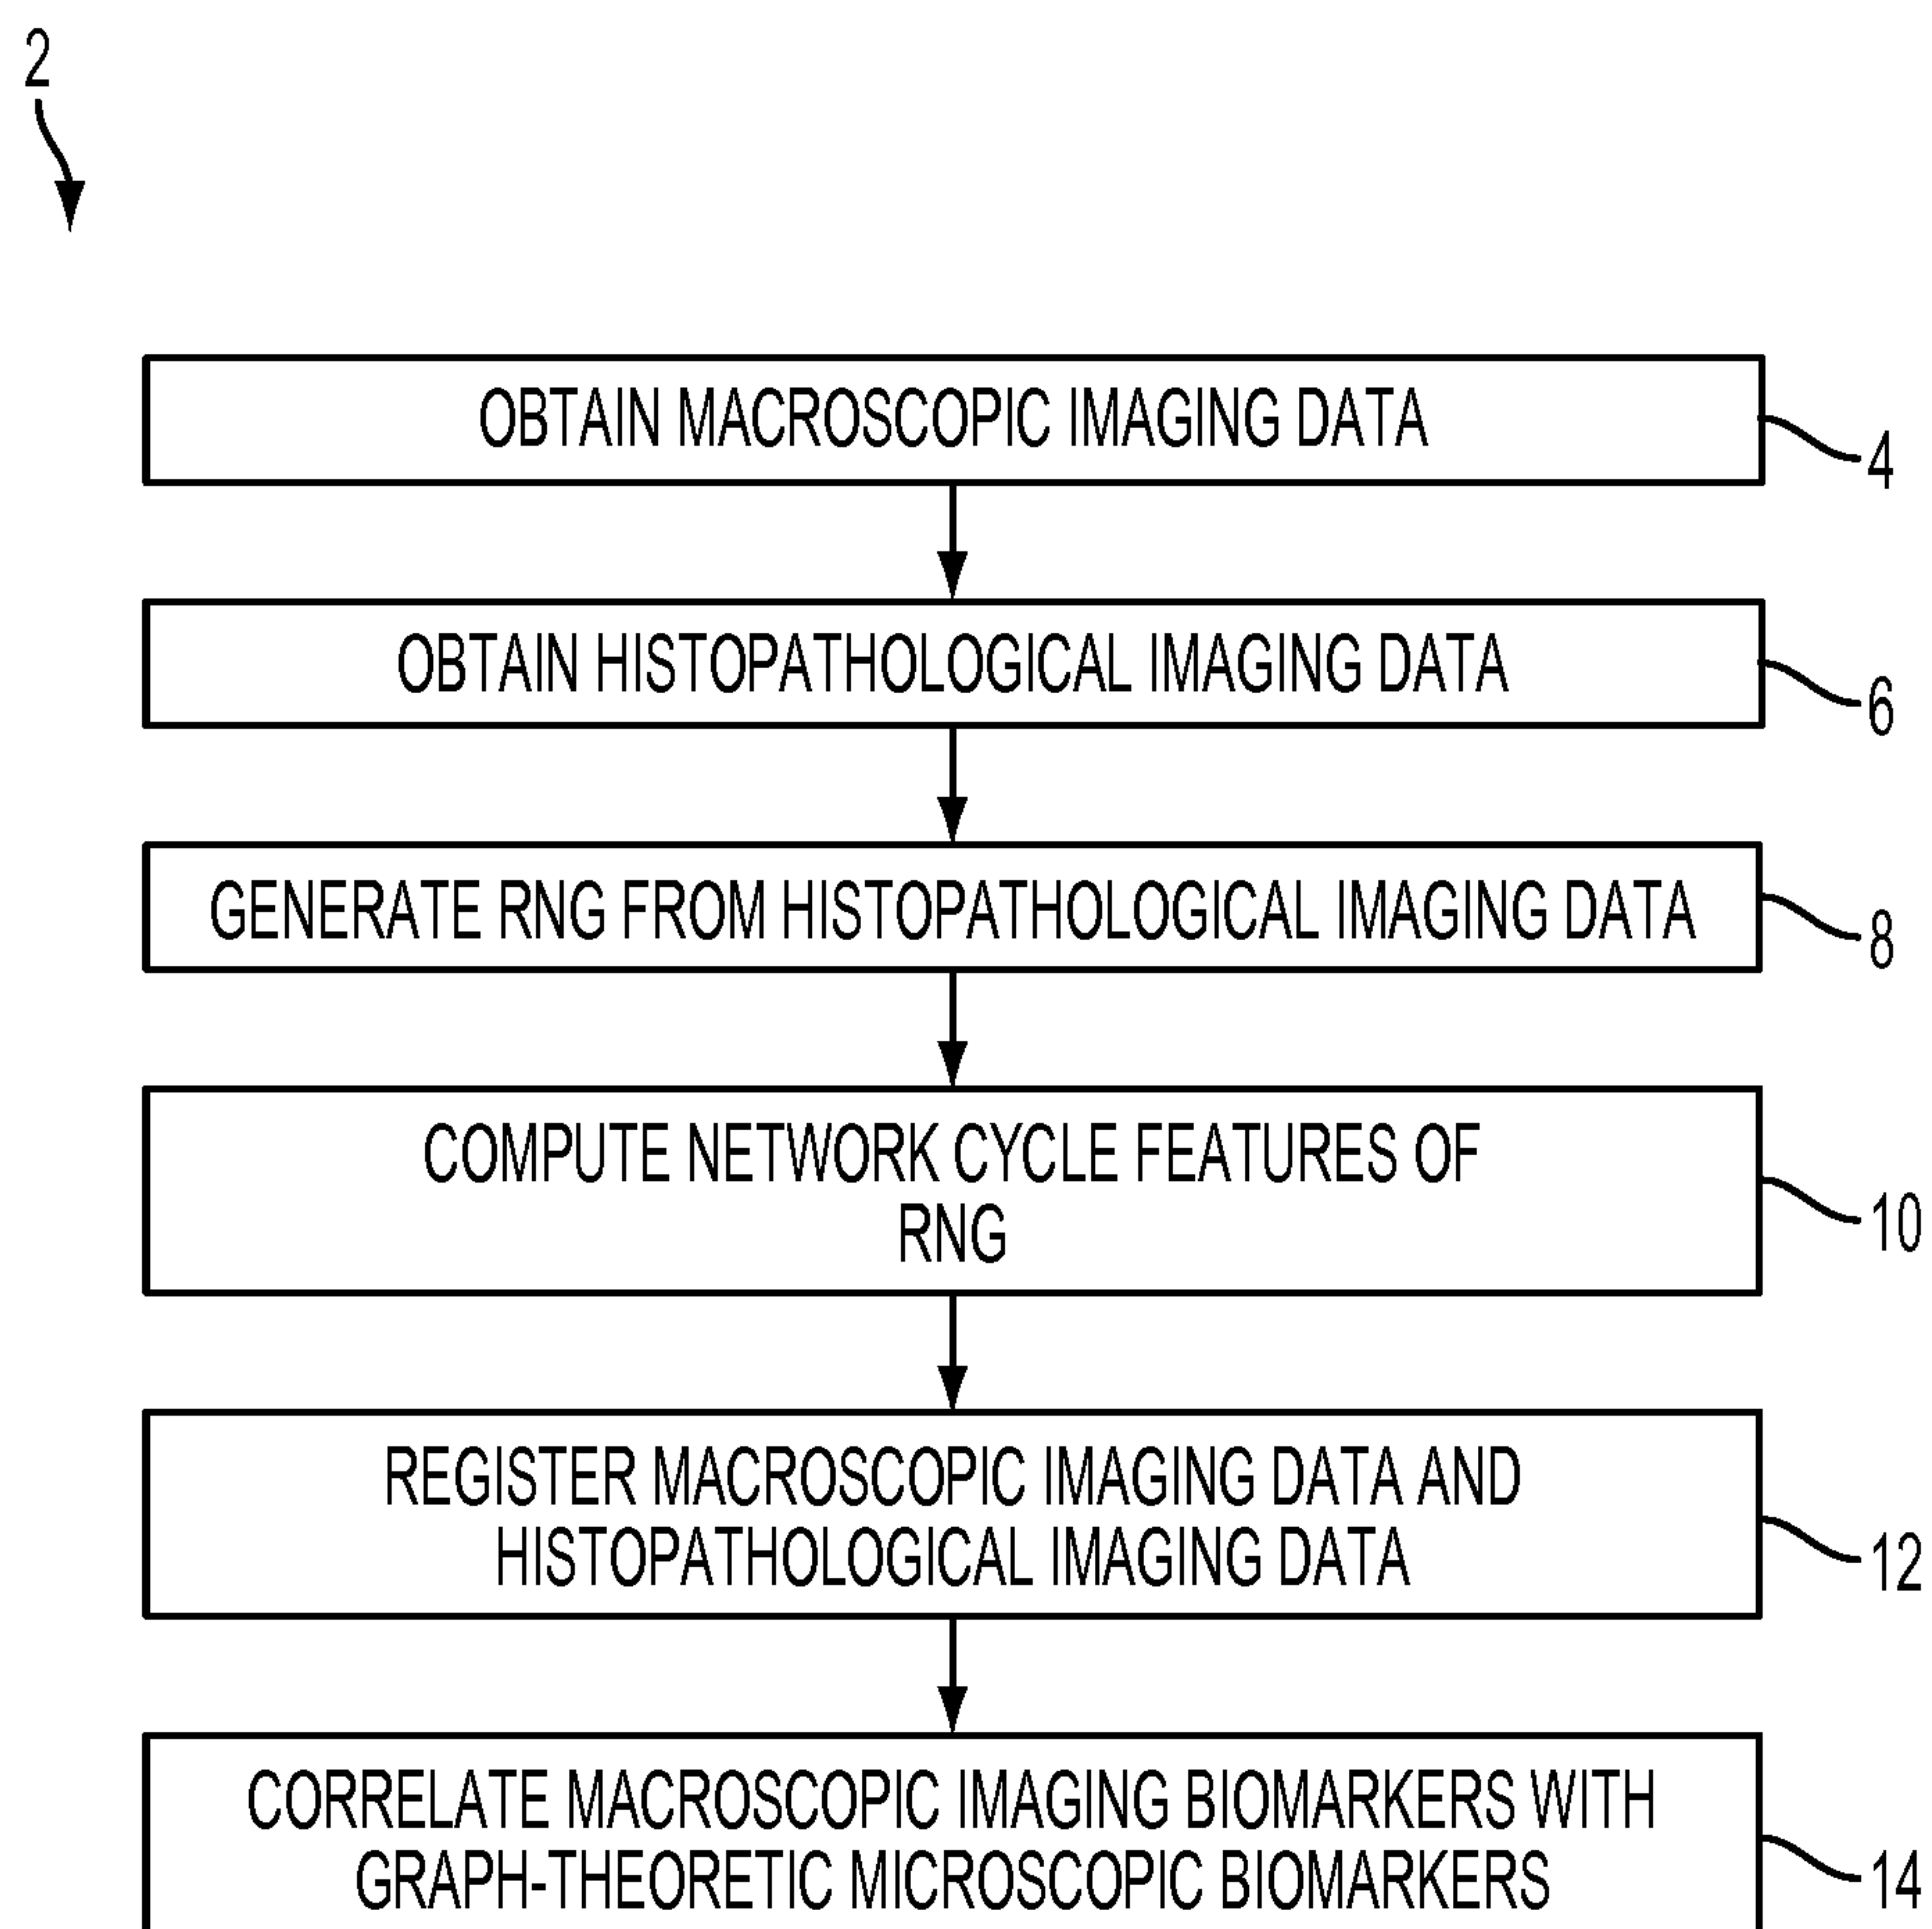 2
OBTAIN MACROSCOPIC IMAGING DATA
4
OBTAIN HISTOPATHOLOGICAL IMAGING DATA
6
GENERATE RNG FROM HISTOPATHOLOGICAL IMAGING DATA
8
COMPUTE NETWORK CYCLE FEATURES OF
RNG
10
REGISTER MACROSCOPIC IMAGING DATA AND
HISTOPATHOLOGICAL IMAGING DATA
12
CORRELATE MACROSCOPIC IMAGING BIOMARKERS WITH
GRAPH-THEORETIC MICROSCOPIC BIOMARKERS
14